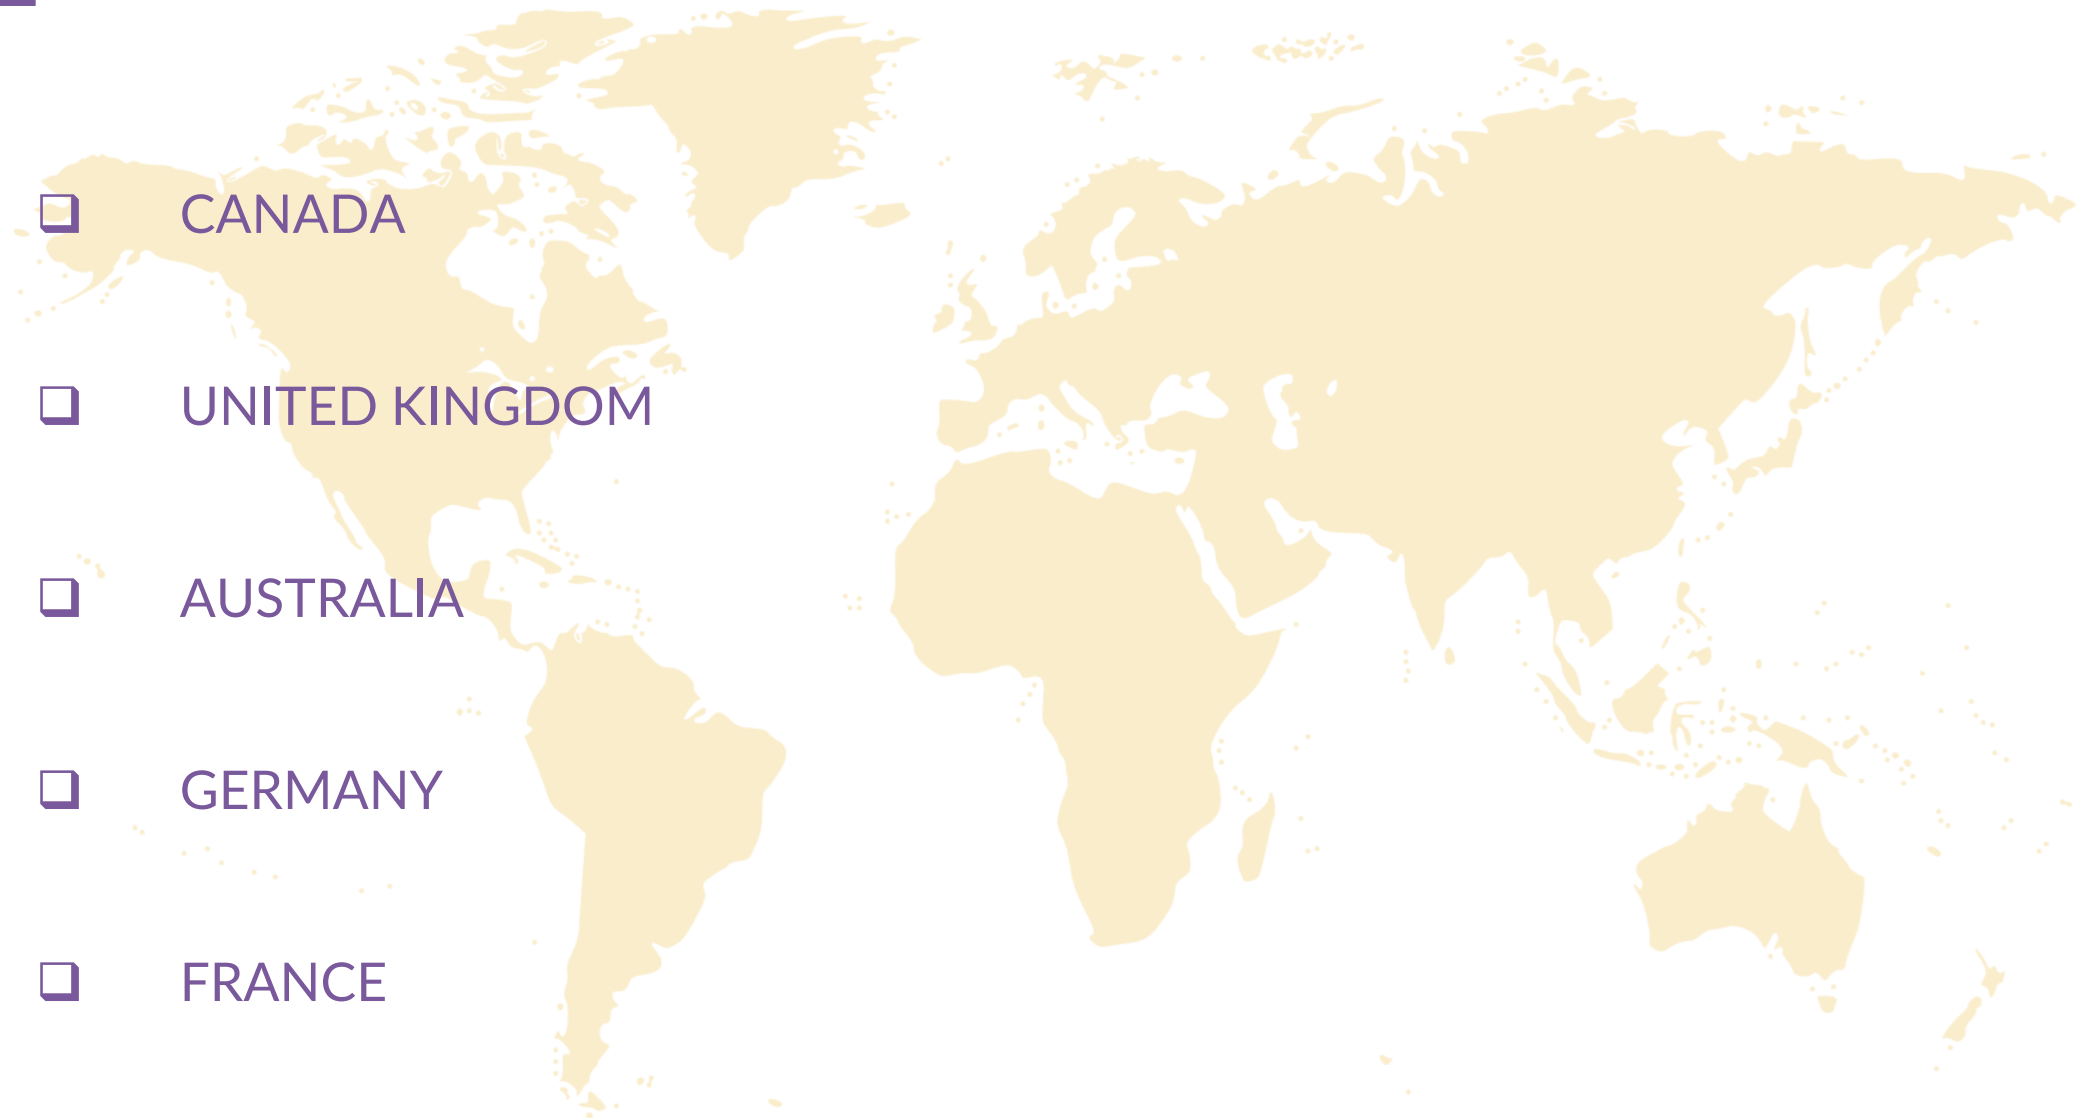 ❑ CANADA
❑ UNITED KINGDOM
❑ AUSTRALIA
❑ GERMANY
❑ FRANCE